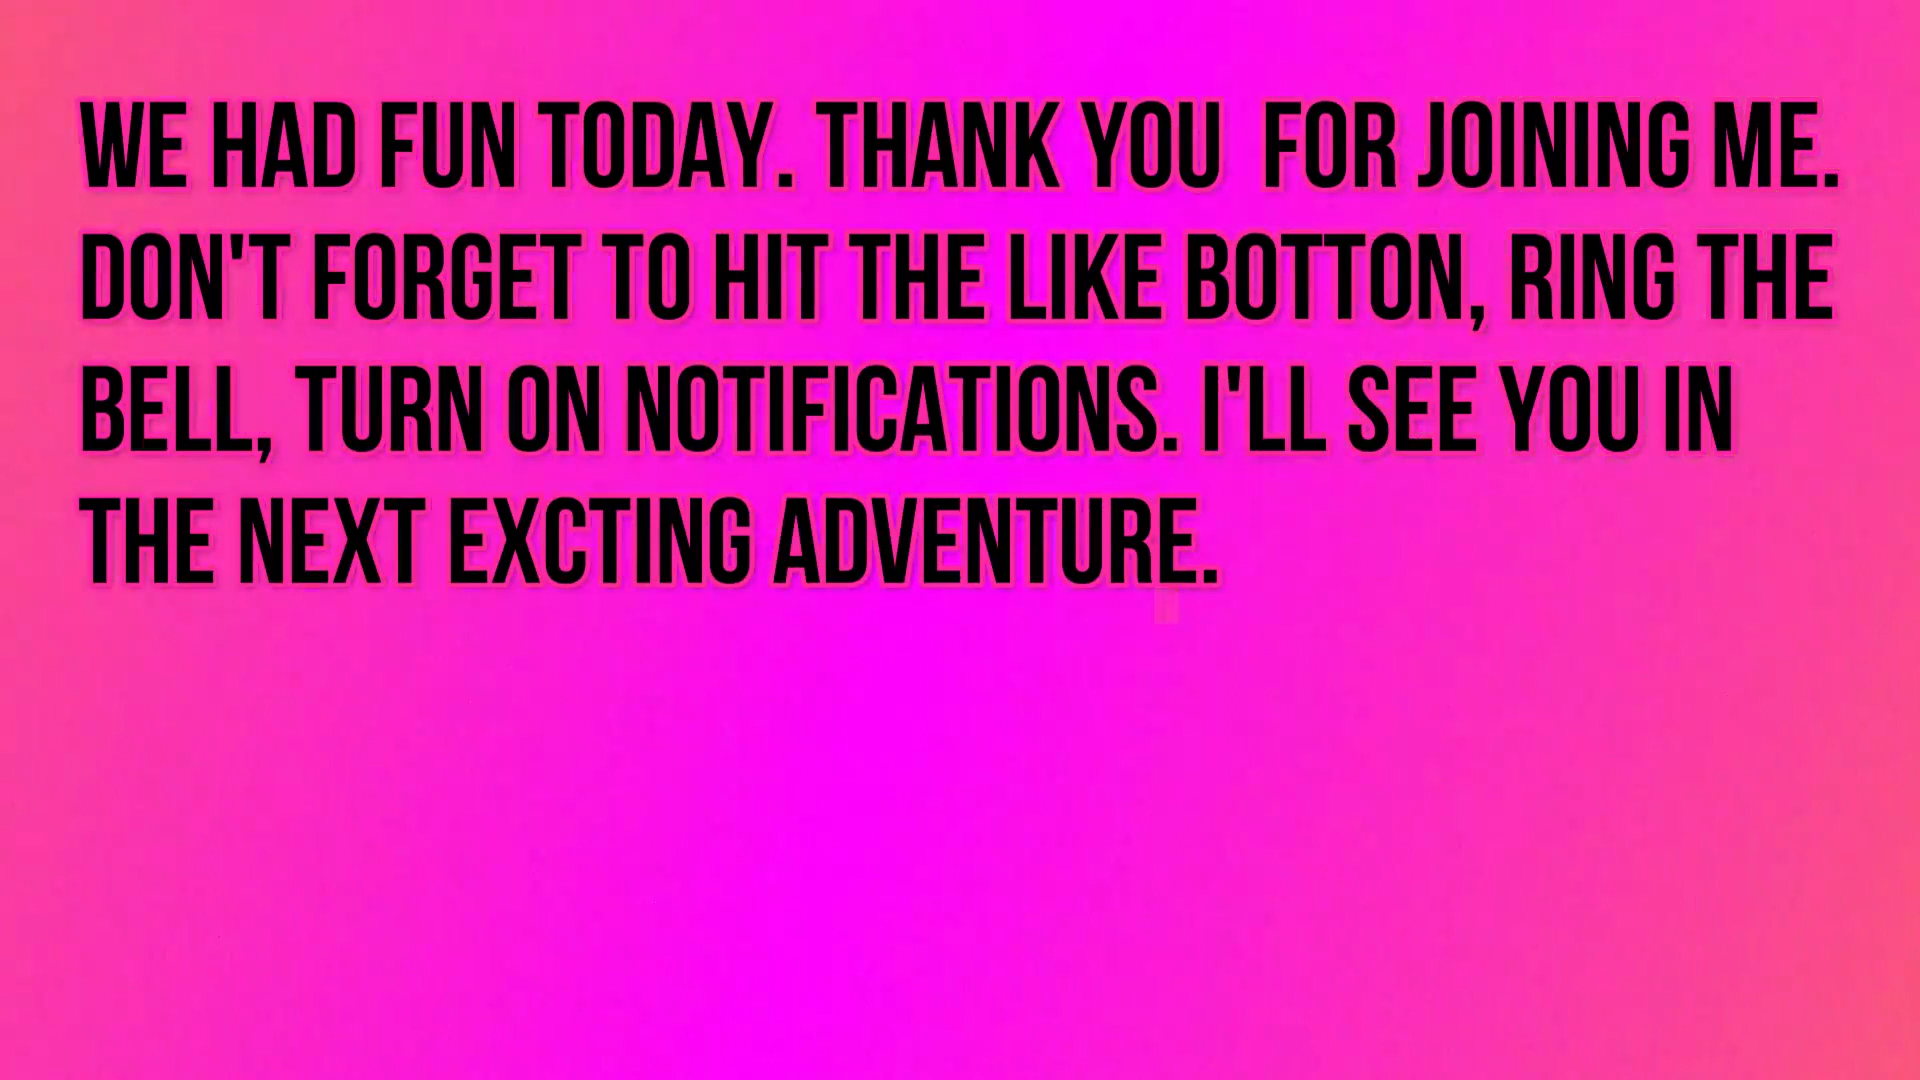 WE HAD FUN TODAY. THANK YOU  FOR JOINING ME.
DON'T FORGET TO HIT THE LIKE BOTTON, RING THE
BELL, TURN ON NOTIFICATIONS. I'LL SEE YOU IN
THE NEXT EXCTING ADVENTURE.